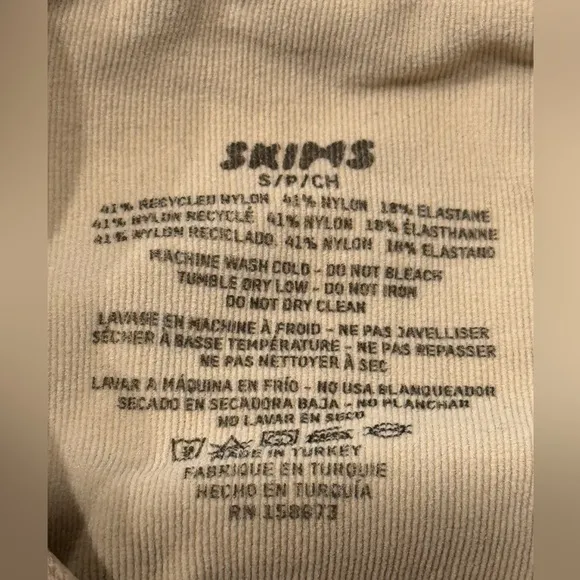 SKIMS
S/P/CH
41% RECYCLED NYLON 41% NYLON 18% ELASTANE
41% NYLON RECYCLÉ 41% NYLON 18% ÉLASTHANNE
41% NYLON RECICLADO 41% NYLON 18% ELASTANO
MACHINE WASH COLD - DO NOT BLEACH
TUMBLE DRY LOW - DO NOT IRON
DO NOT DRY CLEAN
LAVAGE EN MACHINE À FROID - NE PAS JAVELLISER
SÉCHER À BASSE TEMPÉRATURE - NE PAS REPASSER
NE PAS NETTOYER À SEC
LAVAR A MÁQUINA EN FRÍO - NO USA BLANQUEADOR
SECADO EN SECADORA BAJA - NO PLANCHAR
NO LAVAR EN SECO
MADE IN TURKEY
FABRIQUE EN TURQUIE
HECHO EN TURQUÍA
RN 158673